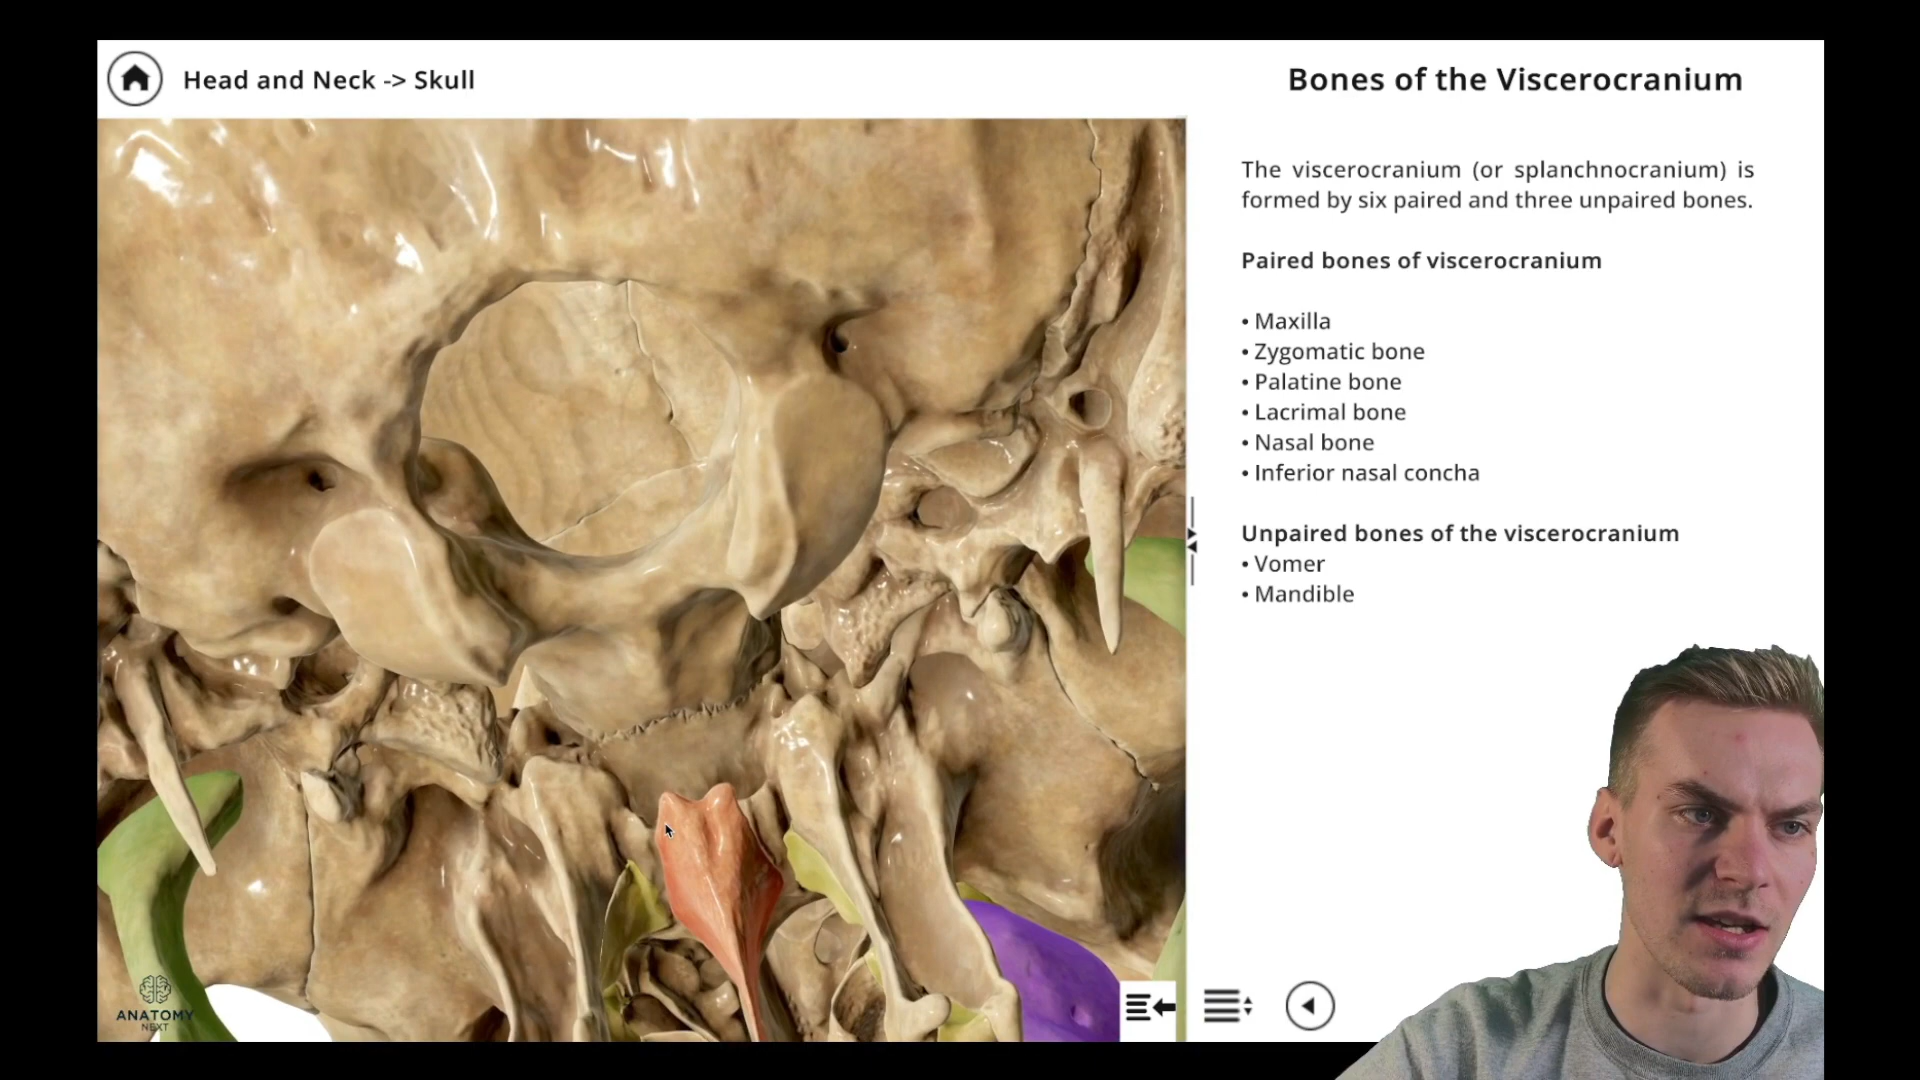 Head and Neck -> Skull
Bones of the Viscerocranium
The viscerocranium (or splanchnocranium) is
formed by six paired and three unpaired bones.
Paired bones of viscerocranium
• Maxilla
• Zygomatic bone
• Palatine bone
• Lacrimal bone
• Nasal bone
• Inferior nasal concha
Unpaired bones of the viscerocranium
• Vomer
• Mandible
ANATOMY
NEXT